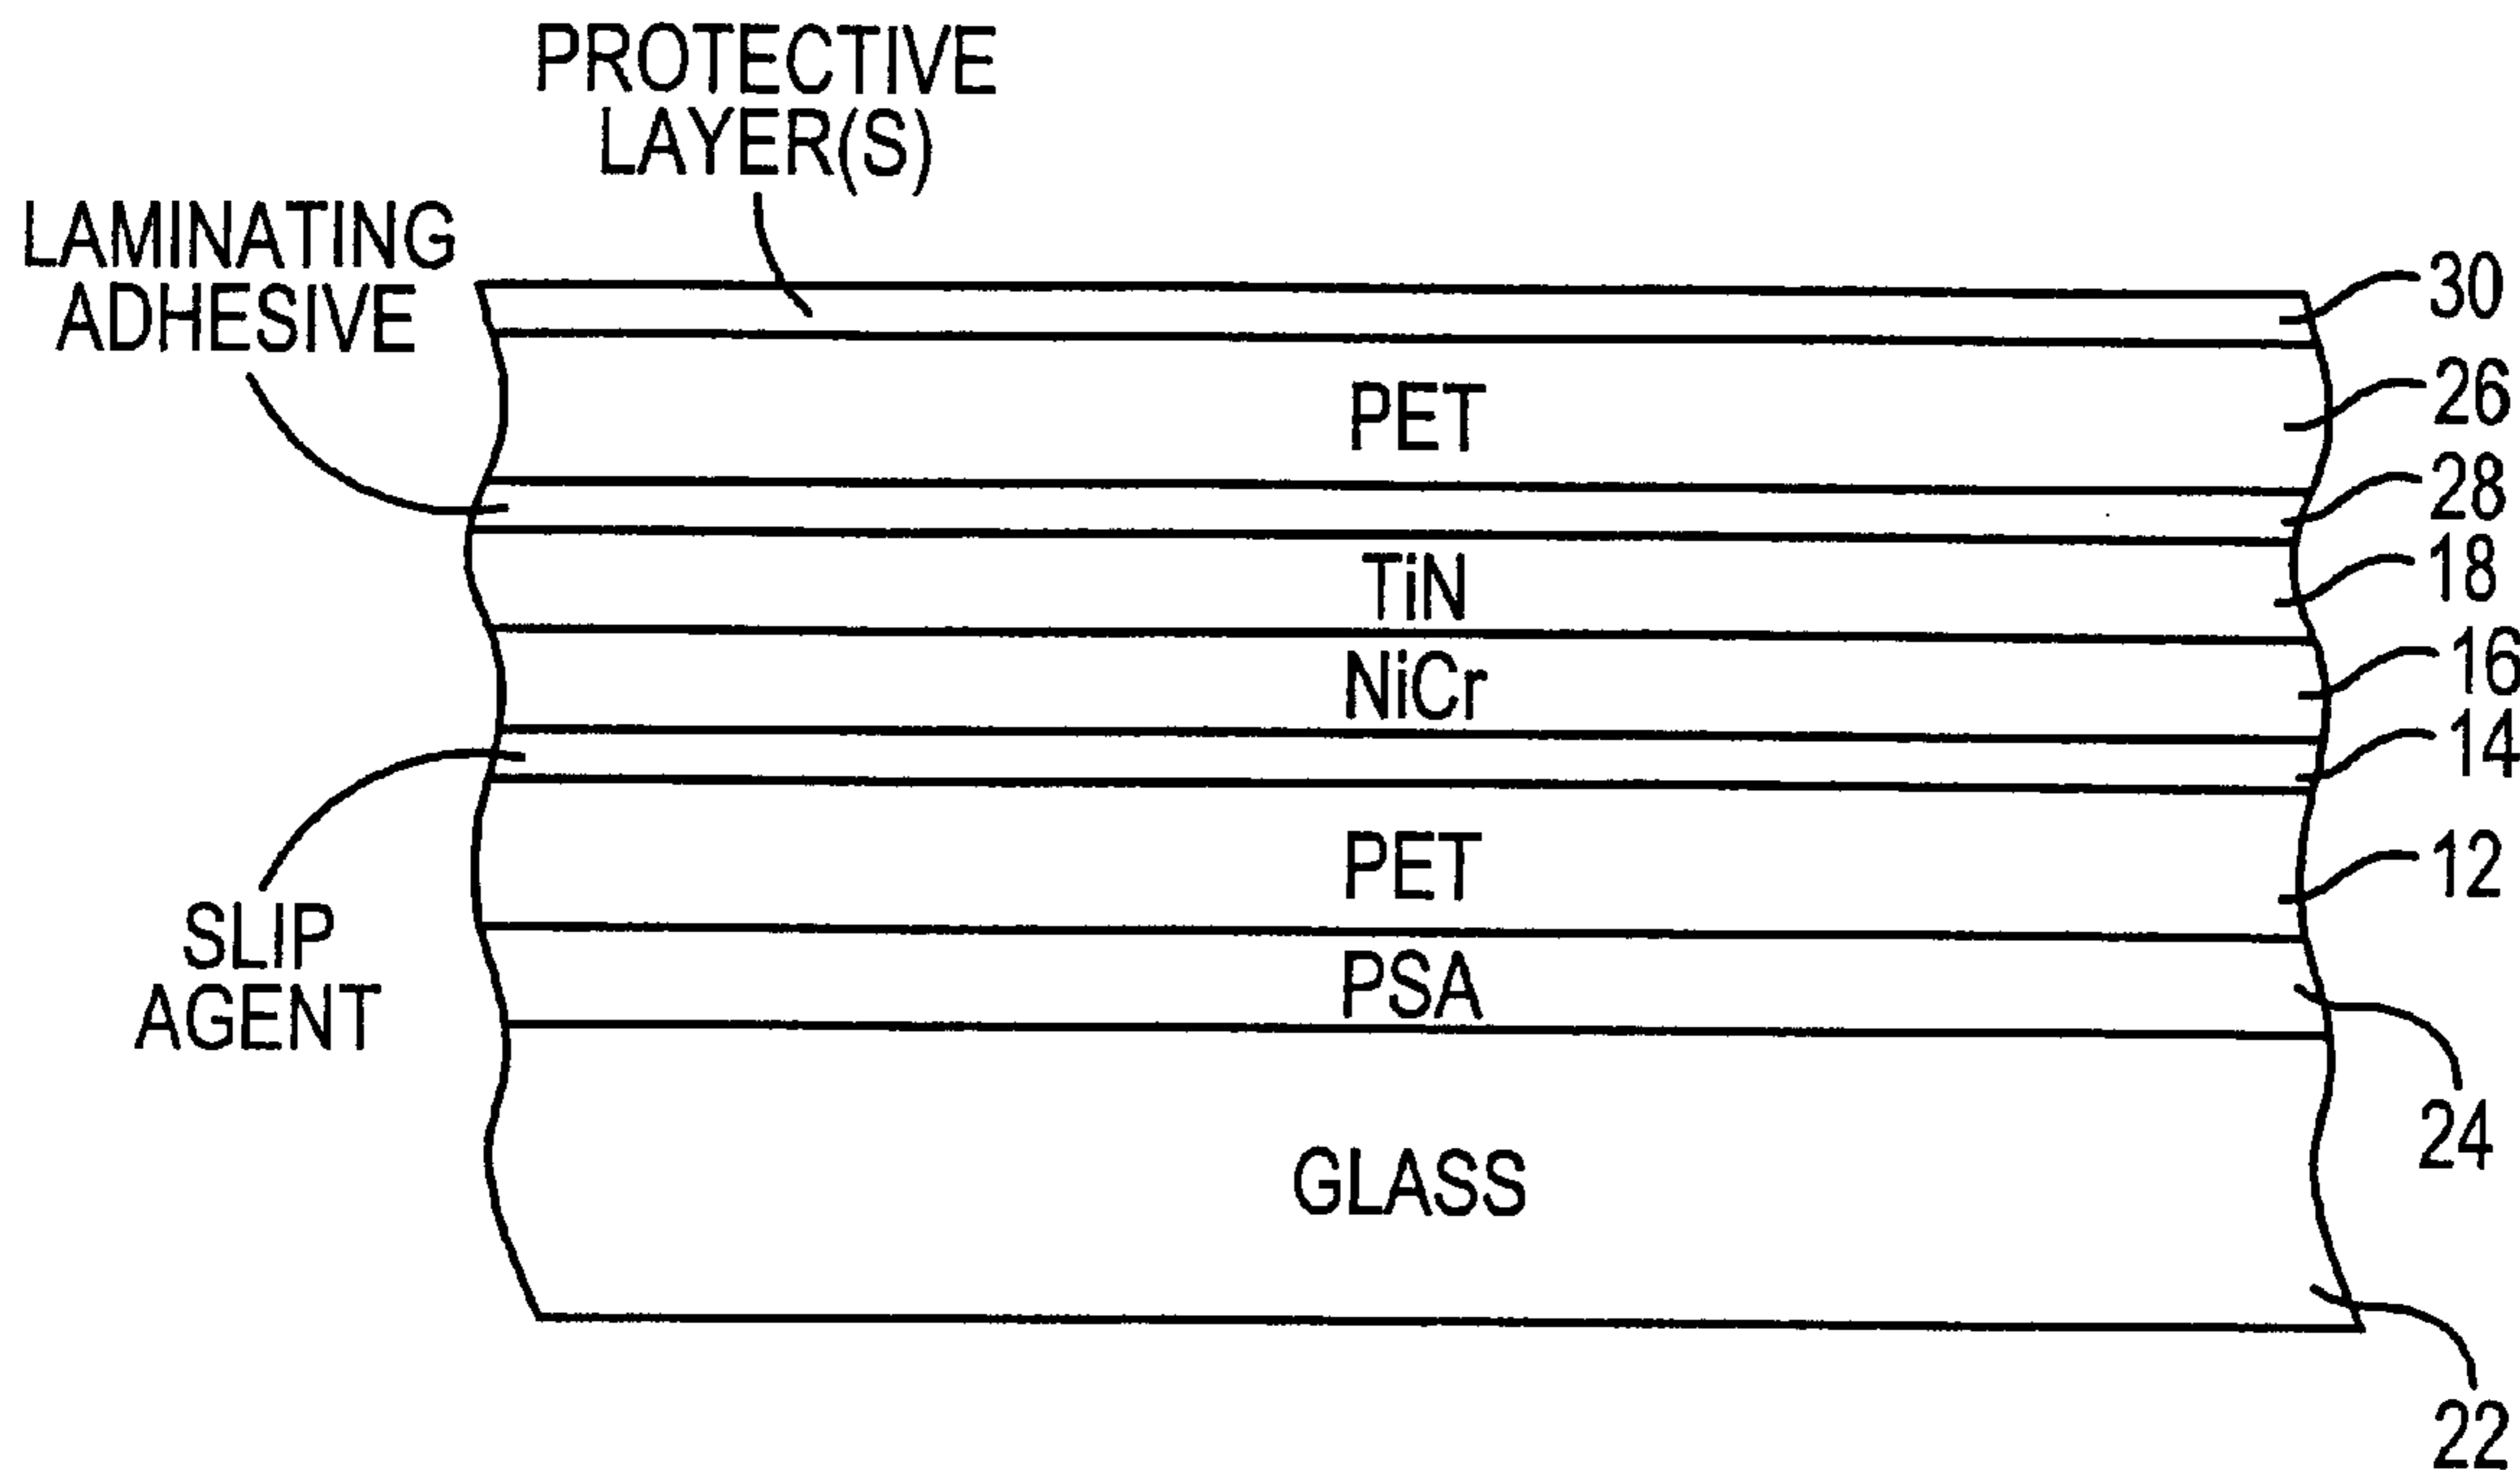 PROTECTIVE
LAYER(S)
LAMINATING
ADHESIVE
30
26
PET
28
18
TiN
16
NiCr
14
12
PET
SLIP
AGENT
PSA
24
GLASS
22